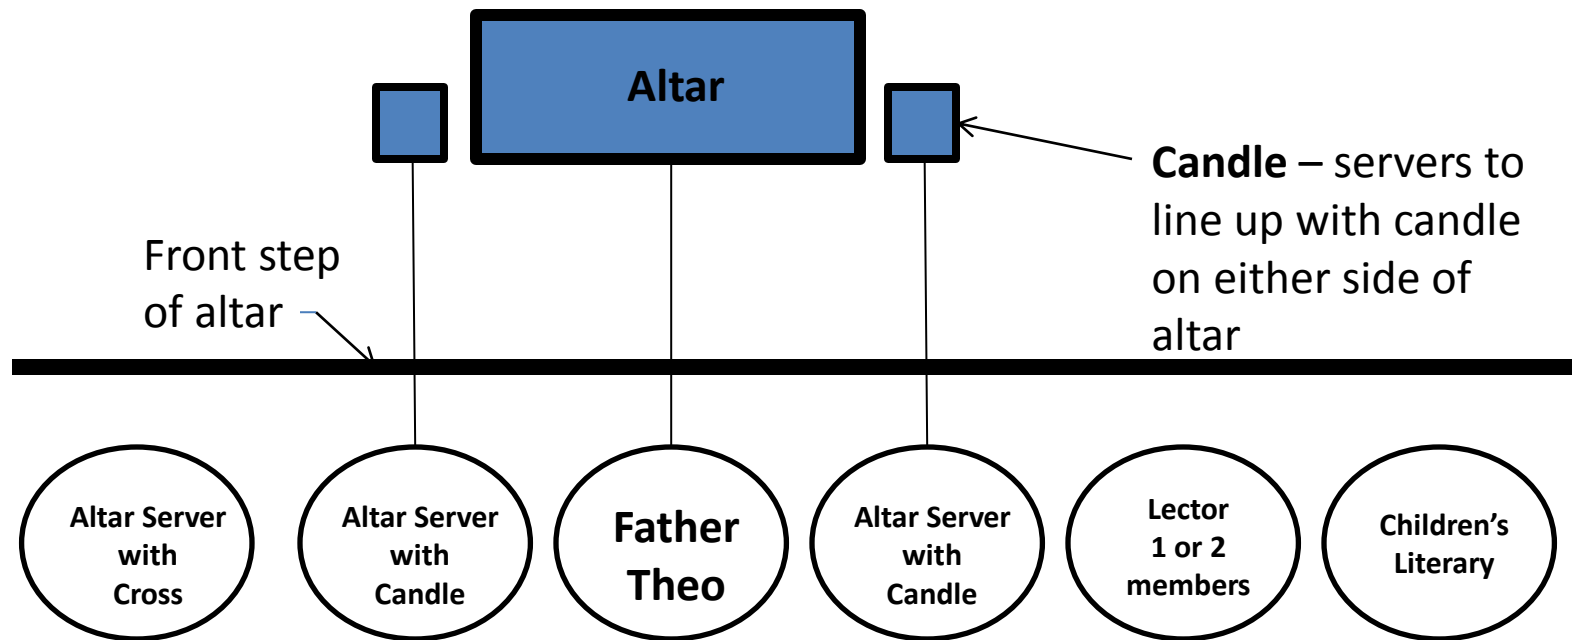 Altar
Candle – servers to
line up with candle
on either side of
altar
Front step
of altar
Altar Server
with
Cross
Altar Server
with
Candle
Father
Theo
Altar Server
with
Candle
Lector
1 or 2
members
Children’s
Literary